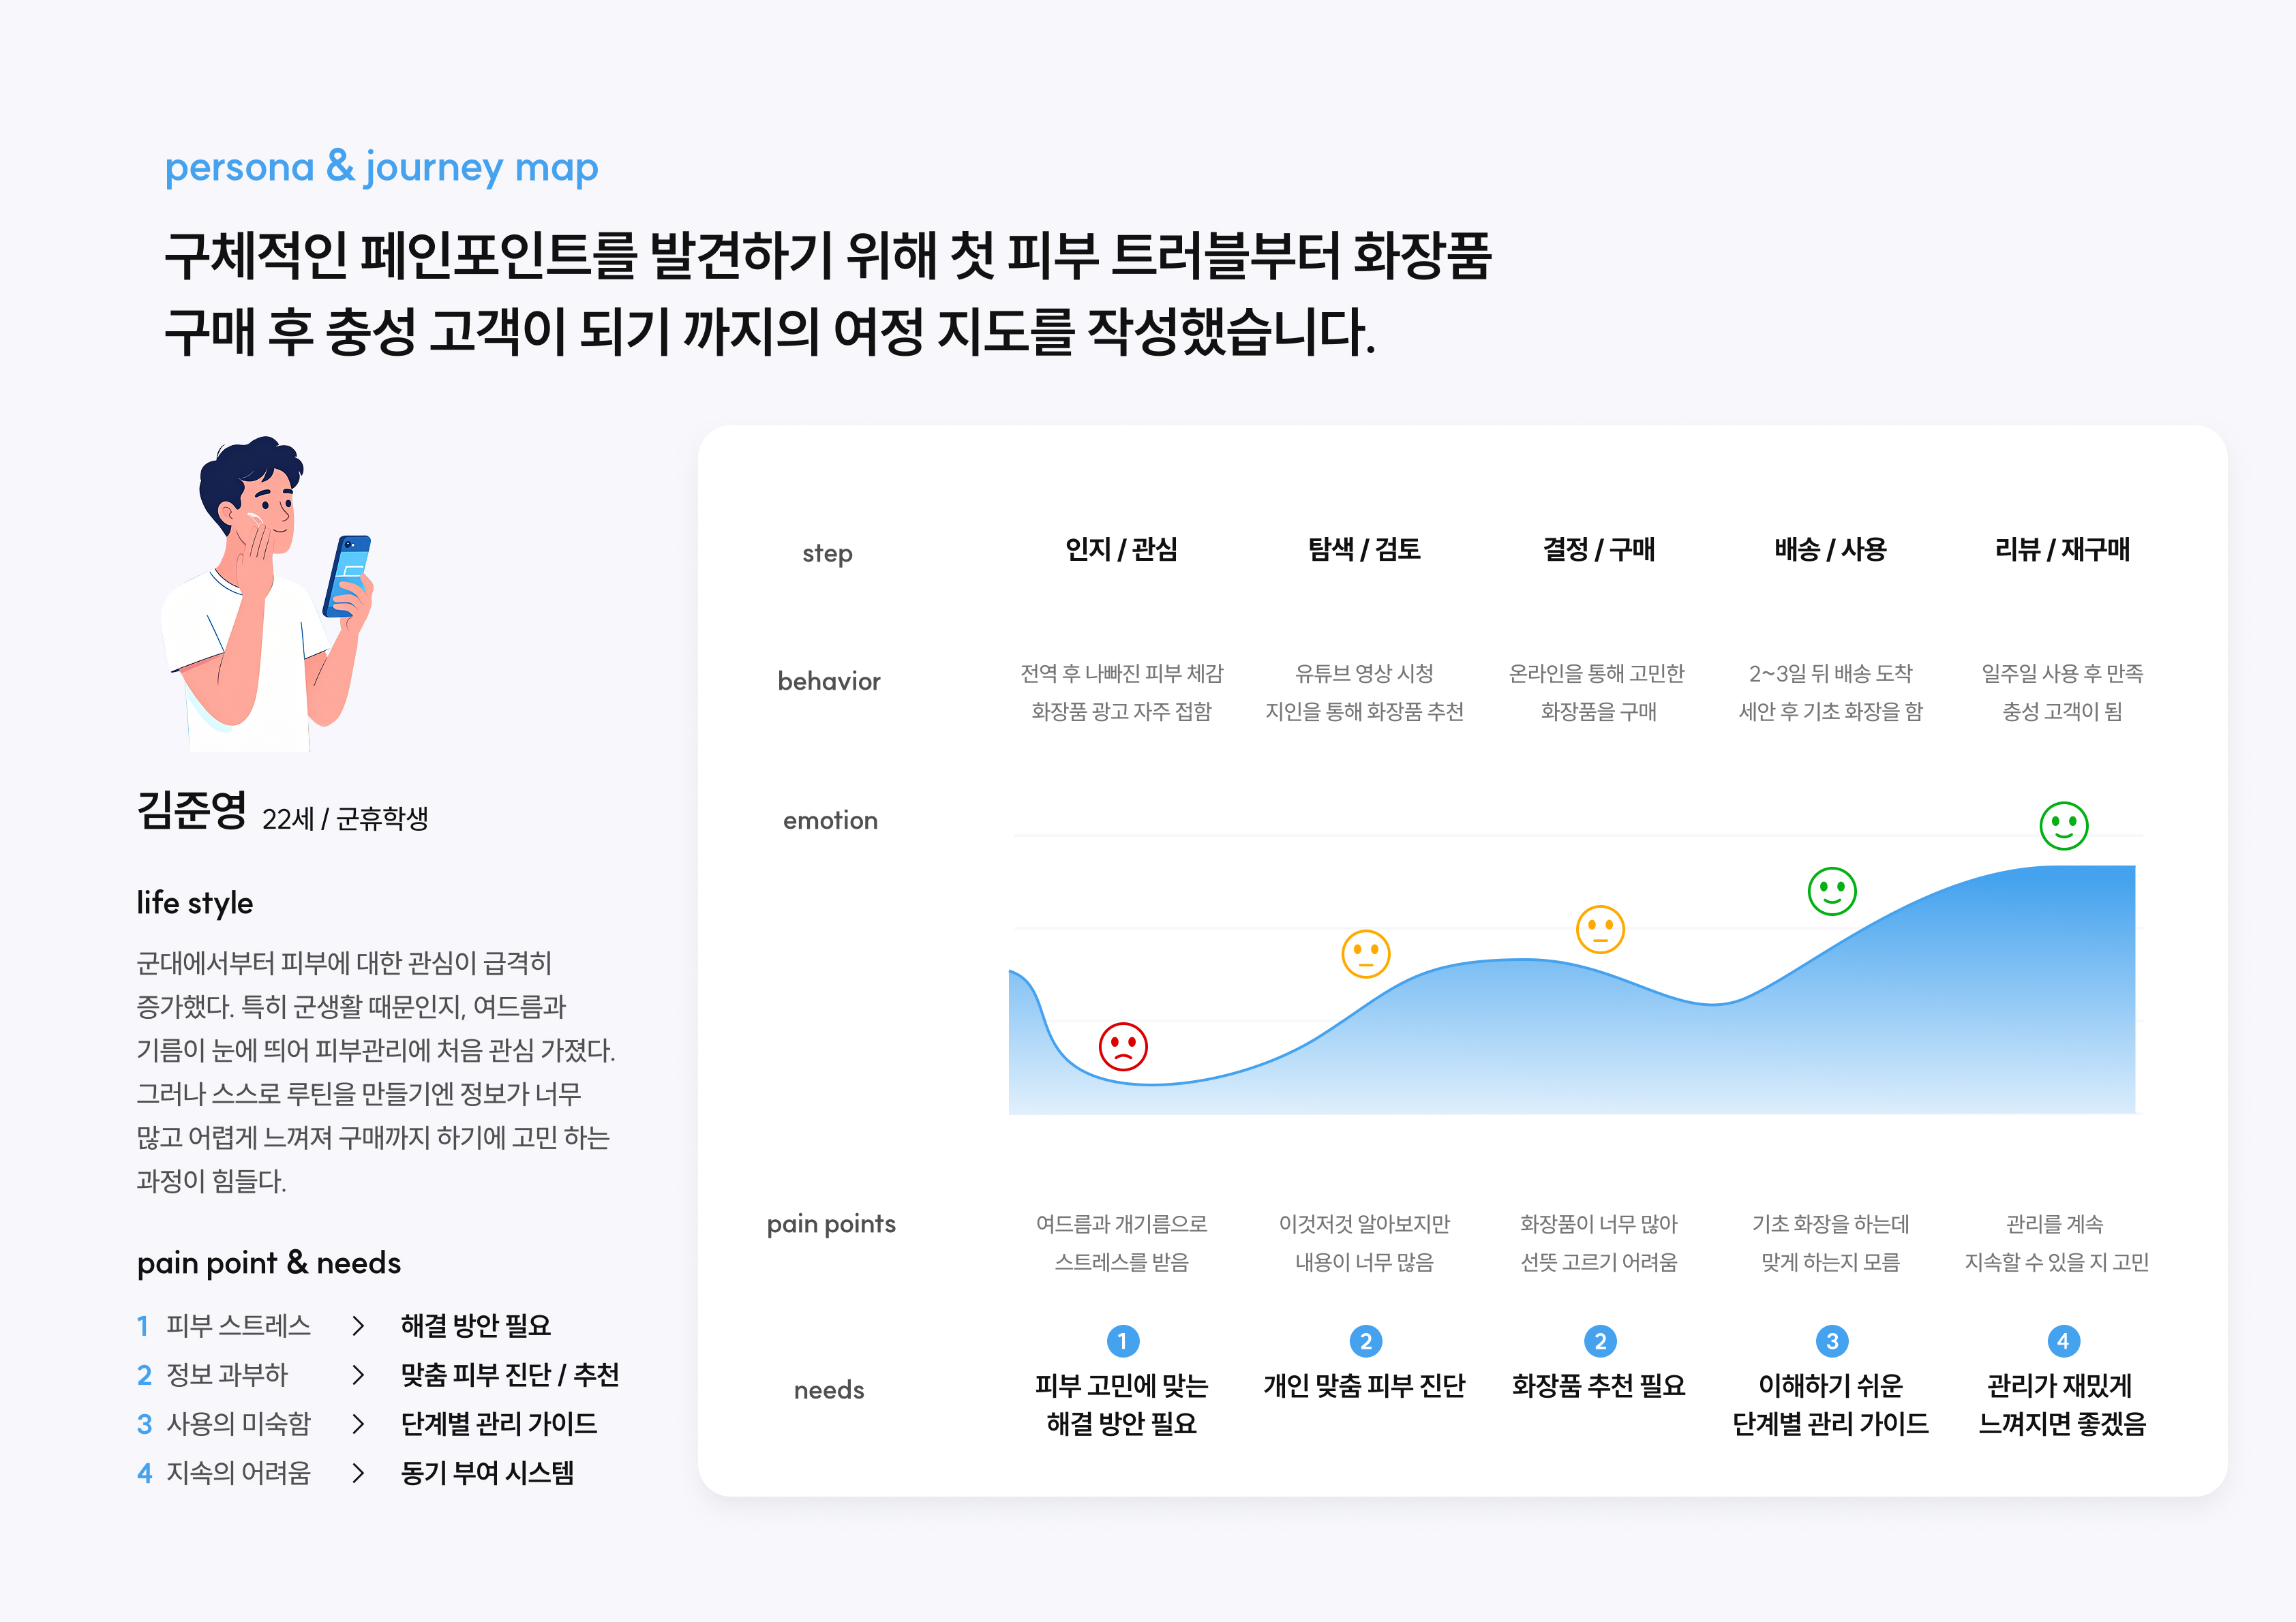 persona & journey map
구체적인 페인포인트를 발견하기 위해 첫 피부 트러블부터 화장품
구매 후 충성 고객이 되기 까지의 여정 지도를 작성했습니다.
김준영 22세 / 군휴학생
life style
군대에서부터 피부에 대한 관심이 급격히
증가했다. 특히 군생활 때문인지, 여드름과
기름이 눈에 띄어 피부관리에 처음 관심 가졌다.
그러나 스스로 루틴을 만들기엔 정보가 너무
많고 어렵게 느껴져 구매까지 하기에 고민 하는
과정이 힘들다.
pain point & needs
1 피부 스트레스 > 해결 방안 필요
2 정보 과부하 > 맞춤 피부 진단 / 추천
3 사용의 미숙함 > 단계별 관리 가이드
4 지속의 어려움 > 동기 부여 시스템
step 인지 / 관심 탐색 / 검토 결정 / 구매 배송 / 사용 리뷰 / 재구매
behavior
전역 후 나빠진 피부 체감 유튜브 영상 시청 온라인을 통해 고민한 2~3일 뒤 배송 도착 일주일 사용 후 만족
화장품 광고 자주 접함 지인을 통해 화장품 추천 화장품을 구매 세안 후 기초 화장을 함 충성 고객이 됨
emotion
pain points
여드름과 개기름으로 이것저것 알아보지만 화장품이 너무 많아 기초 화장을 하는데 관리를 계속
스트레스를 받음 내용이 너무 많음 선뜻 고르기 어려움 맞게 하는지 모름 지속할 수 있을 지 고민
1 2 2 3 4
needs
피부 고민에 맞는 개인 맞춤 피부 진단 화장품 추천 필요 이해하기 쉬운 관리가 재밌게
해결 방안 필요 단계별 관리 가이드 느껴지면 좋겠음